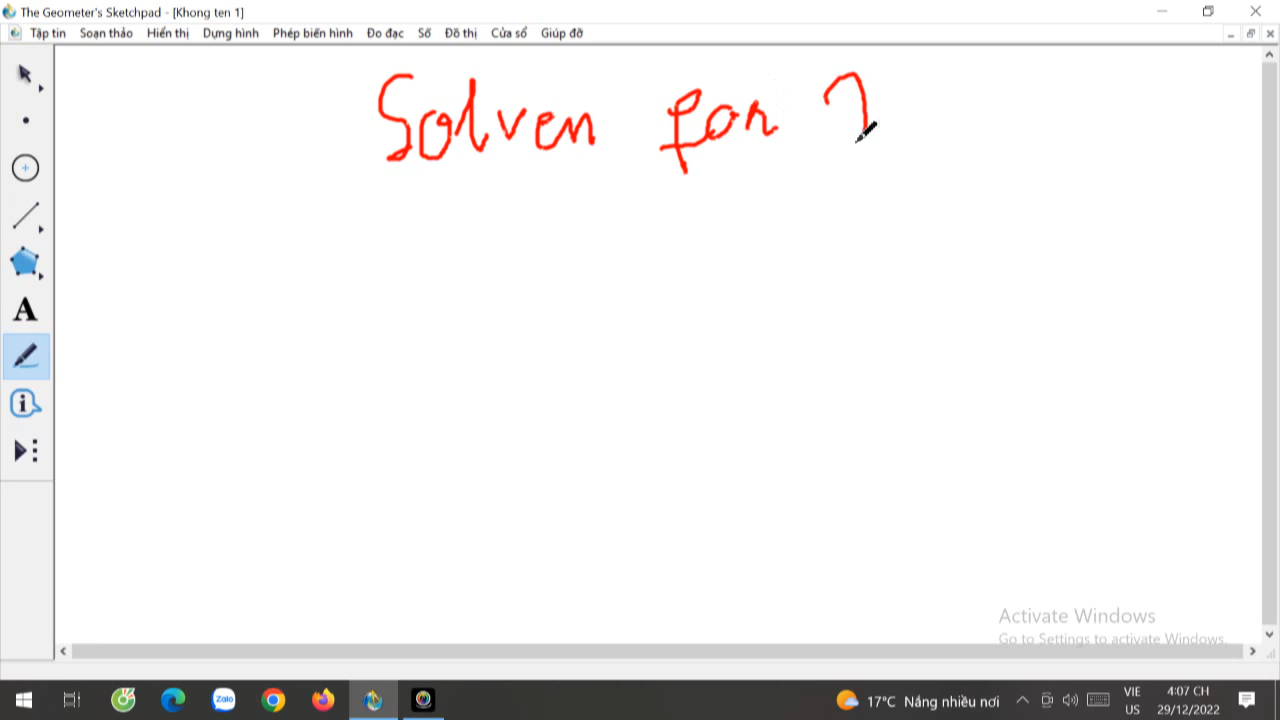 The Geometer's Sketchpad - [Khong ten 1]
Tập tin Soạn thảo Hiển thị Dựng hình Phép biến hình Đo đạc Số Đồ thị Cửa sổ Giúp đỡ
Solven for
A
Activate Windows
Go to Settings to activate Windows.
Zalo
17°C Nắng nhiều nơi
VIE
US
4:07 CH
29/12/2022